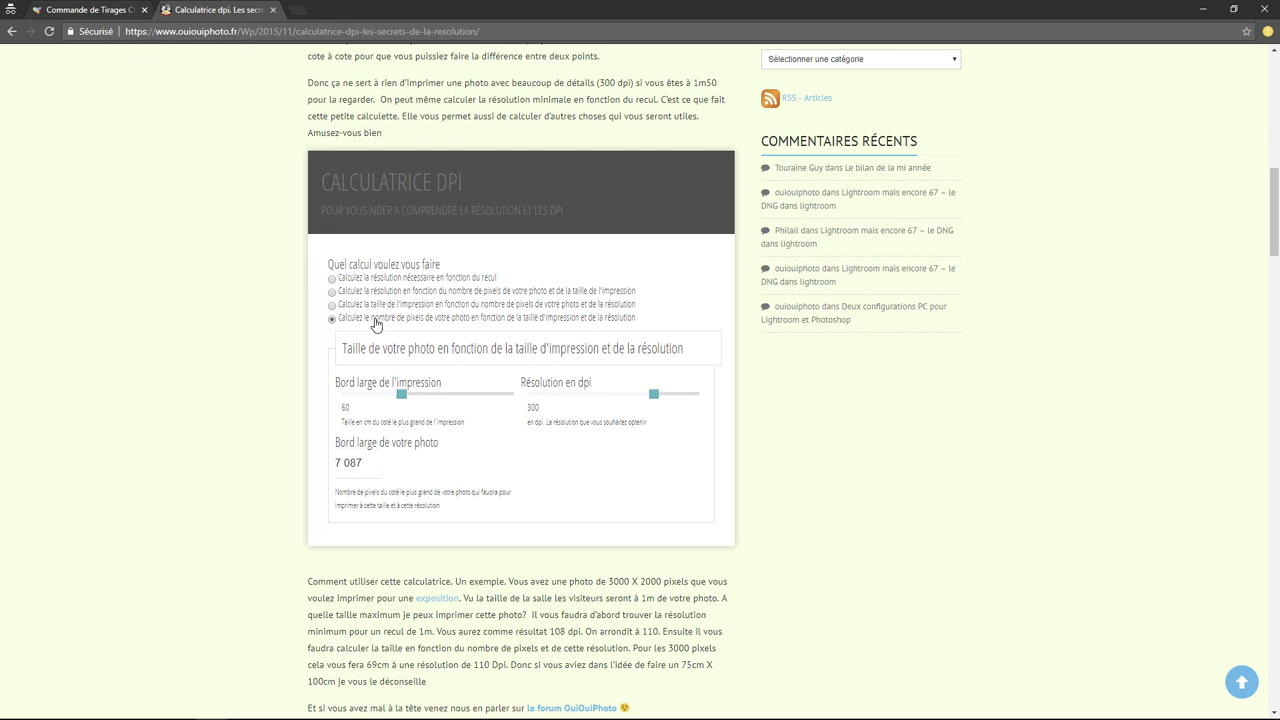 Commande de Tirages C
Calculatrice dpi. Les secre
Sécurisé
https://www.ouiouiphoto.fr/Wp/2015/11/calculatrice-dpi-les-secrets-de-la-resolution/
cote à cote pour que vous puissiez faire la différence entre deux points.
Donc ça ne sert à rien d'imprimer une photo avec beaucoup de détails (300 dpi) si vous êtes à 1m50
pour la regarder. On peut même calculer la résolution minimale en fonction du recul. C'est ce que fait
cette petite calculette. Elle vous permet aussi de calculer d'autres choses qui vous seront utiles.
Amusez-vous bien
CALCULATRICE DPI
POUR VOUS AIDER A COMPRENDRE LA RÉSOLUTION ET LES DPI
Quel calcul voulez vous faire
Calculez la résolution nécessaire en fonction du recul
Calculez la résolution en fonction du nombre de pixels de votre photo et de la taille de l'impression
Calculez la taille de l'impression en fonction du nombre de pixels de votre photo et de la résolution
Calculez le nombre de pixels de votre photo en fonction de la taille d'impression et de la résolution
Taille de votre photo en fonction de la taille d'impression et de la résolution
Bord large de l'impression
Résolution en dpi
60
300
Taille en cm du coté le plus grand de l'impression
en dpi. La résolution que vous souhaitez optenir
Bord large de votre photo
7 087
Nombre de pixels du coté le plus grand de votre photo qui faudra pour
imprimer à cette taille et à cette résolution
Comment utiliser cette calculatrice. Un exemple. Vous avez une photo de 3000 X 2000 pixels que vous
voulez imprimer pour une exposition. Vu la taille de la salle les visiteurs seront à 1m de votre photo. A
quelle taille maximum je peux imprimer cette photo? Il vous faudra d'abord trouver la résolution
minimum pour un recul de 1m. Vous aurez comme résultat 108 dpi. On arrondit à 110. Ensuite il vous
faudra calculer la taille en fonction du nombre de pixels et de cette résolution. Pour les 3000 pixels
cela vous fera 69cm à une résolution de 110 Dpi. Donc si vous aviez dans l'idée de faire un 75cm X
100cm je vous le déconseille
Et si vous avez mal à la tête venez nous en parler sur le forum OuiOuiPhoto 😉
Sélectionner une catégorie
RSS - Articles
COMMENTAIRES RÉCENTS
Touraine Guy dans Le bilan de la mi année
ouiouiphoto dans Lightroom mais encore 67 – le
DNG dans lightroom
Philail dans Lightroom mais encore 67 – le DNG
dans lightroom
ouiouiphoto dans Lightroom mais encore 67 – le
DNG dans lightroom
ouiouiphoto dans Deux configurations PC pour
Lightroom et Photoshop